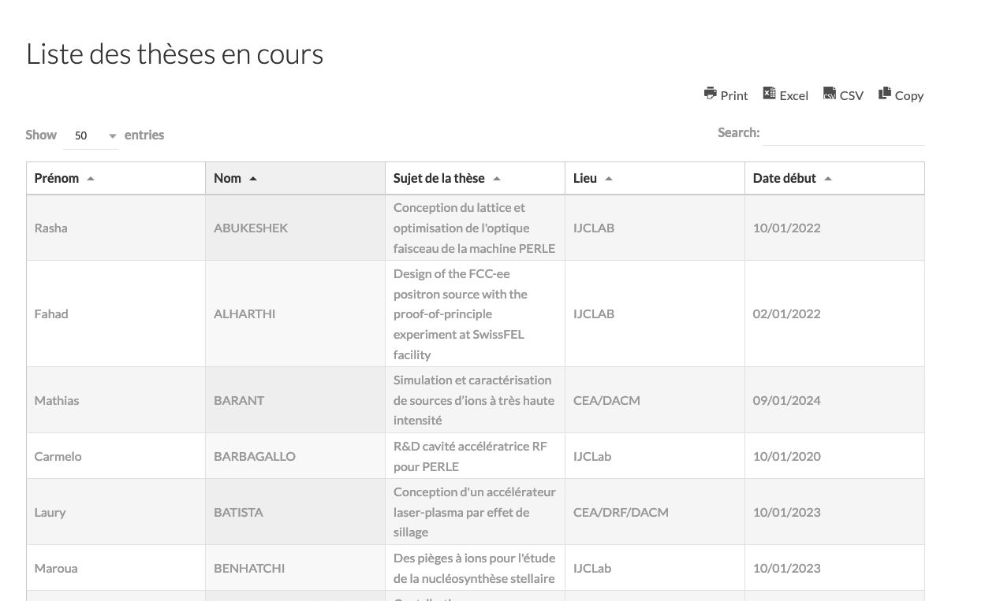 Liste des thèses en cours
Print Excel CSV Copy
Show 50 entries
Search:
Prénom Nom Sujet de la thèse Lieu Date début
Rasha ABUKESHEK Conception du lattice et
optimisation de l'optique
faisceau de la machine PERLE IJCLAB 10/01/2022
Fahad ALHARTHI Design of the FCC-ee
positron source with the
proof-of-principle
experiment at SwissFEL
facility IJCLAB 02/01/2022
Mathias BARANT Simulation et caractérisation
de sources d’ions à très haute
intensité CEA/DACM 09/01/2024
Carmelo BARBAGALLO R&D cavité accélératrice RF
pour PERLE IJCLab 10/01/2020
Laury BATISTA Conception d'un accélérateur
laser-plasma par effet de
sillage CEA/DRF/DACM 10/01/2023
Maroua BENHATCHI Des pièges à ions pour l'étude
de la nucléosynthèse stellaire IJCLab 10/01/2023